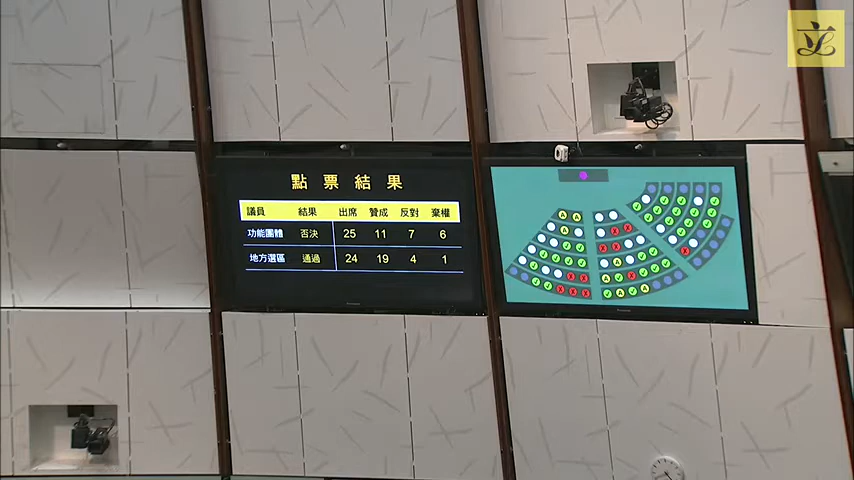 立
點票結果
議員 結果 出席 贊成 反對 棄權
功能團體 否決 25 11 7 6
地方選區 通過 24 19 4 1